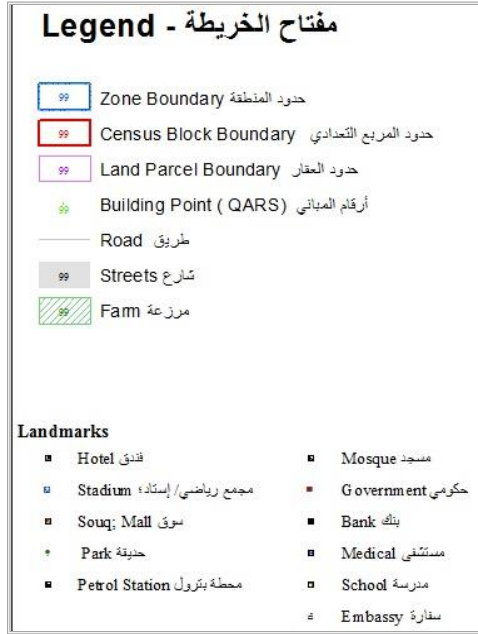 Legend - مفتاح الخريطة
99 Zone Boundary حدود المنطقة
99 Census Block Boundary حدود المربع التعدادي
99 Land Parcel Boundary حدود العقار
99 Building Point ( QARS) أرقام المباني
Road طريق
99 Streets شارع
99 Farm مرزعة
Landmarks
Hotel فندق
Stadium مجمع رياضي/ إستاد؛
Souq; Mall سوق
Park حديقة
Petrol Station محطة بترول
Mosque مسجد
Government حكومي
Bank بنك
Medical مستشفى
School مدرسة
Embassy سفارة